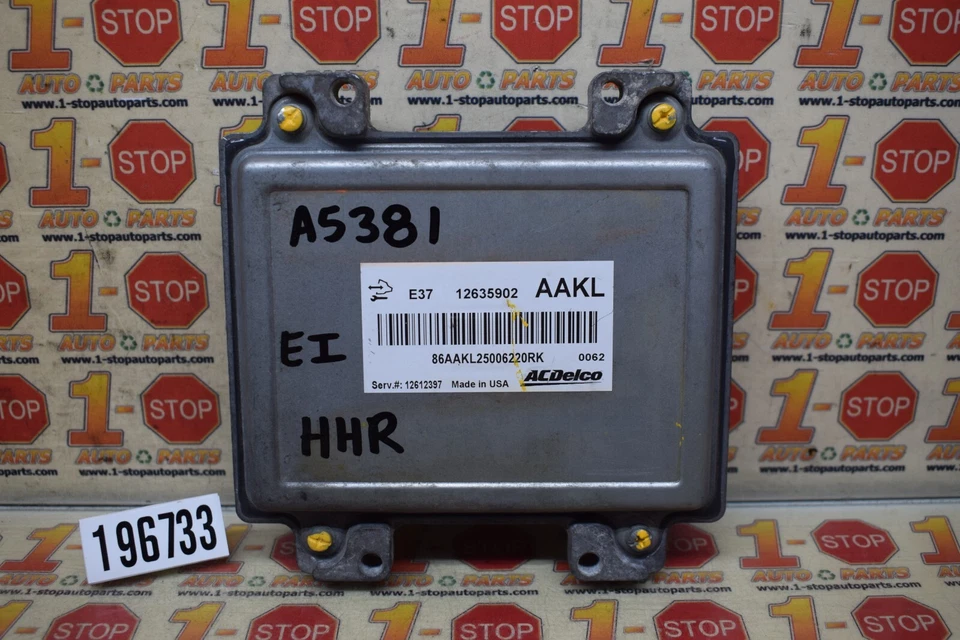 A5381
E37 12635902 AAKL
86AAKL25006220RK 0062
Serv.#: 12612397 Made in USA ACDelco
EI
HHR
196733
1-STOP
AUTO PARTS
www.1-stopautoparts.com